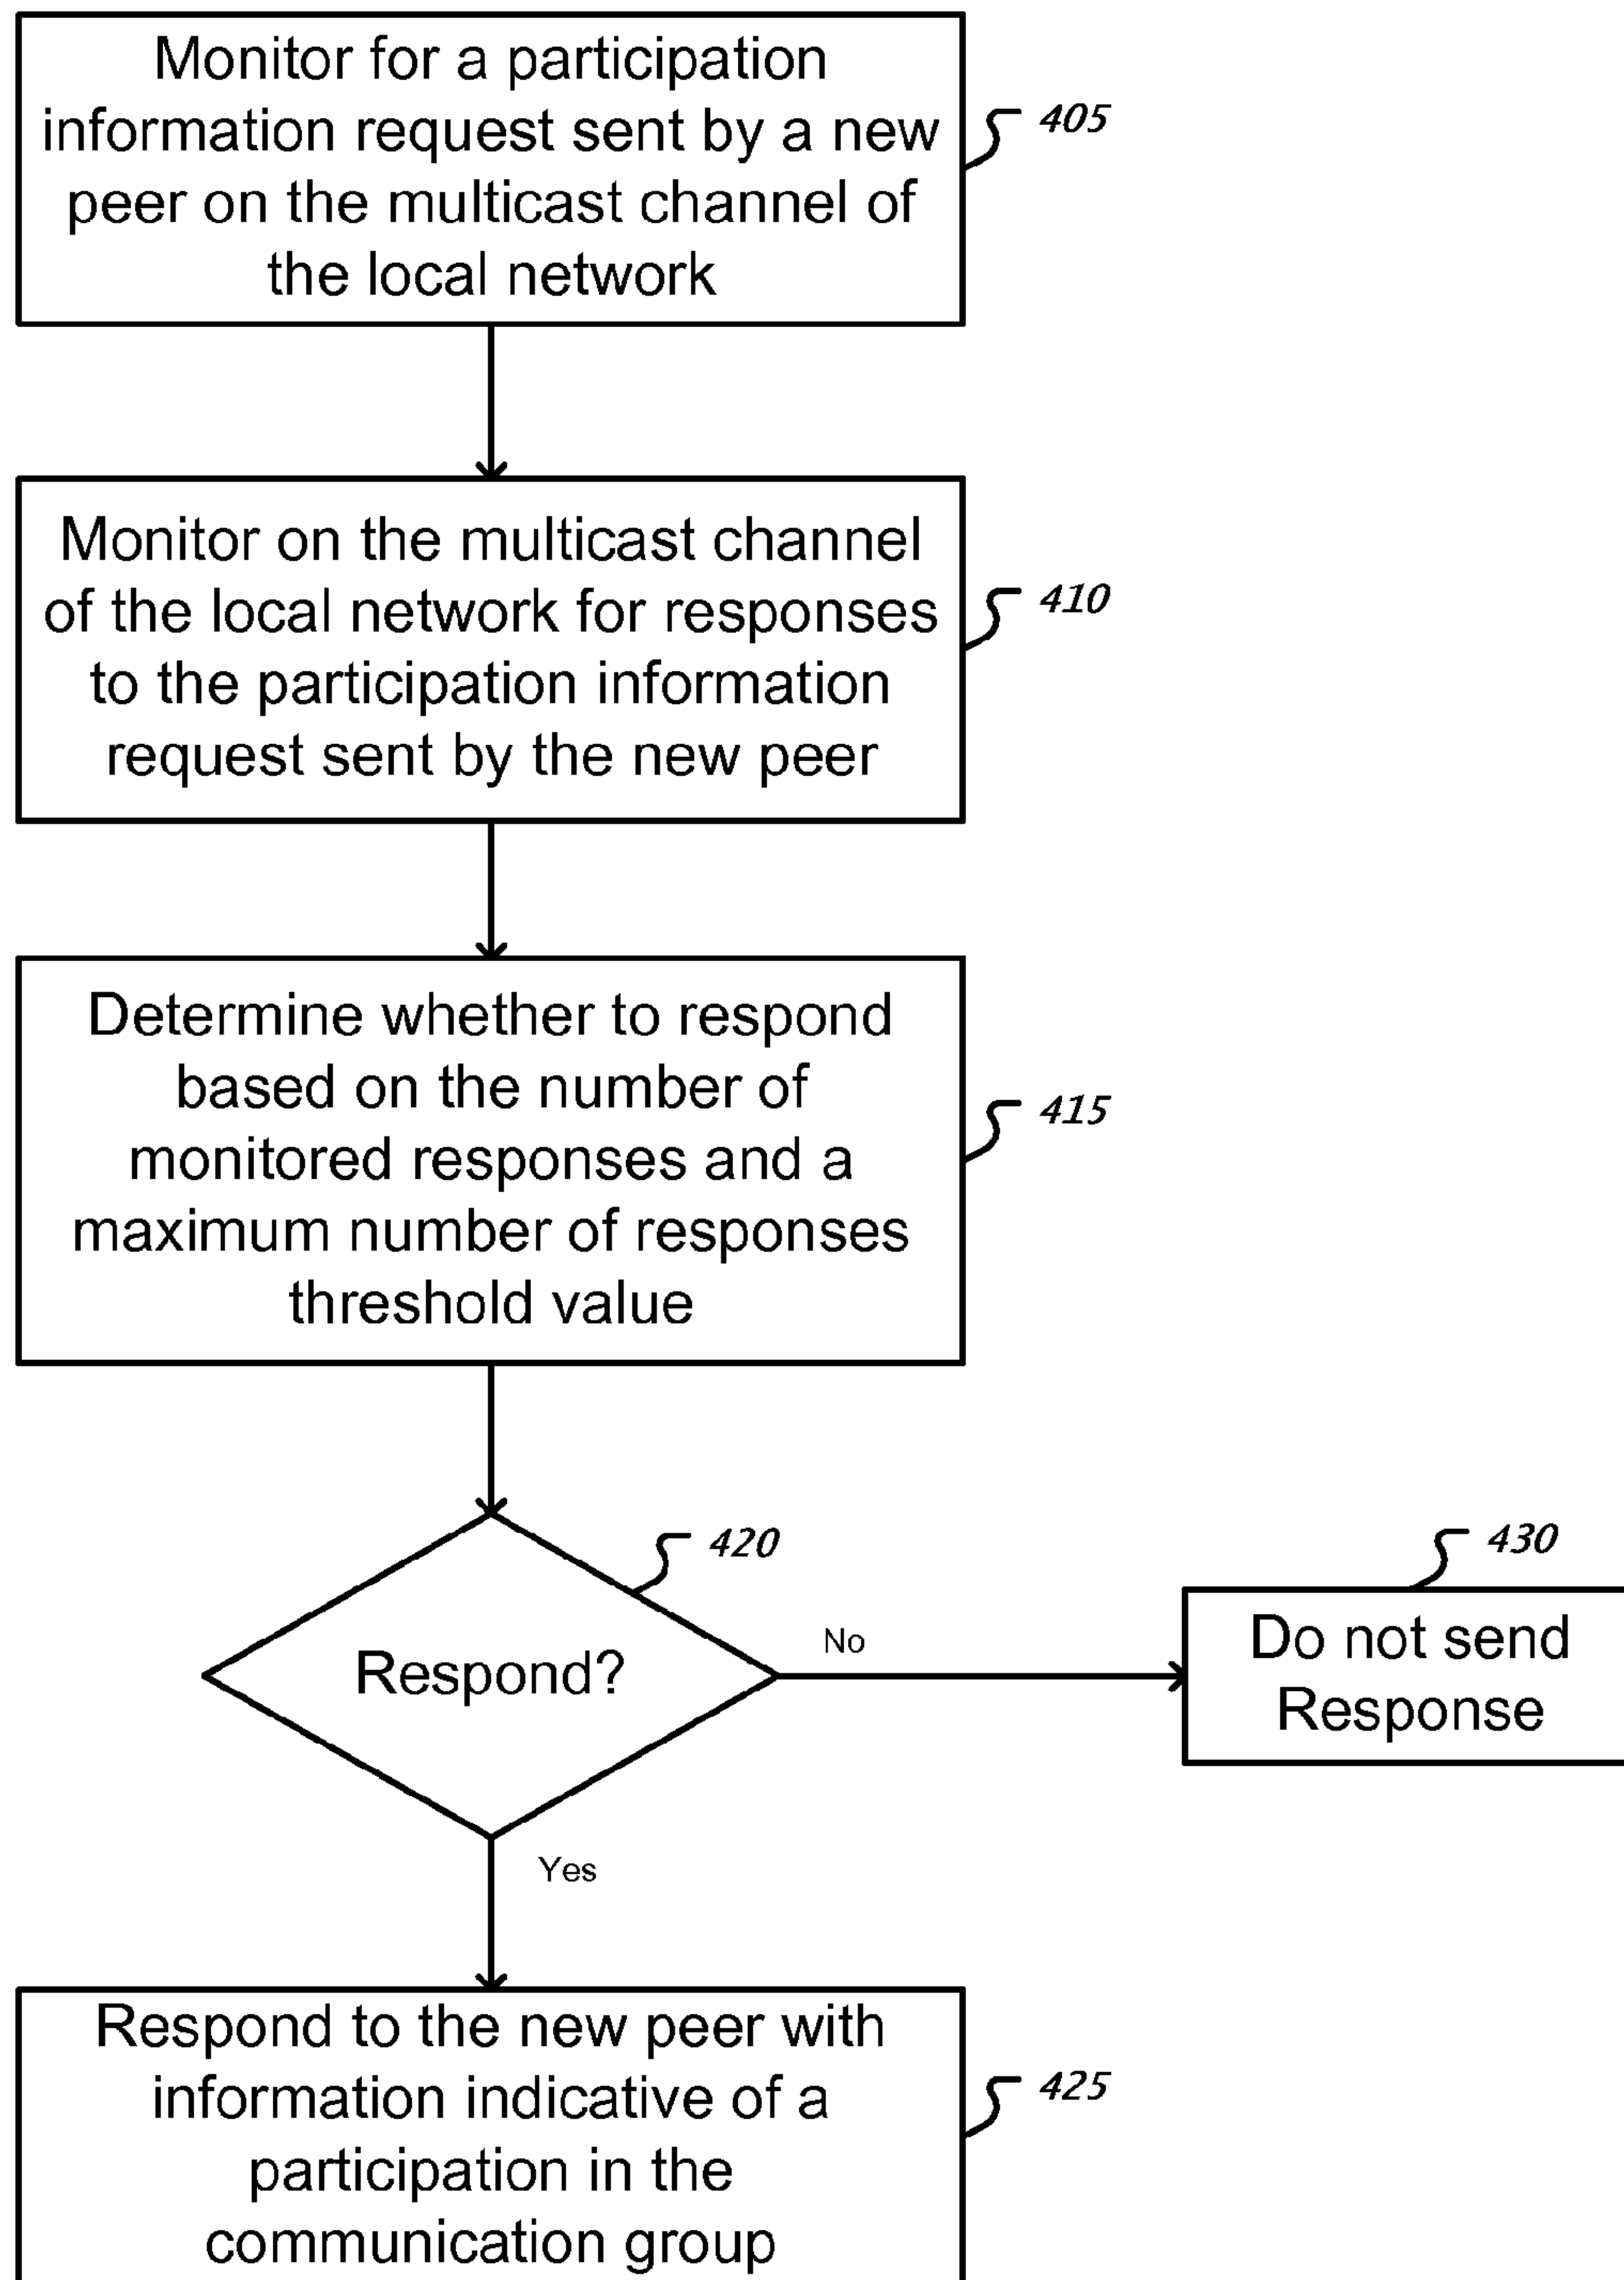 Monitor for a participation
information request sent by a new
peer on the multicast channel of
the local network
405
Monitor on the multicast channel
of the local network for responses
to the participation information
request sent by the new peer
410
Determine whether to respond
based on the number of
monitored responses and a
maximum number of responses
threshold value
415
420
Respond?
No
430
Do not send
Response
Yes
Respond to the new peer with
information indicative of a
participation in the
communication group
425